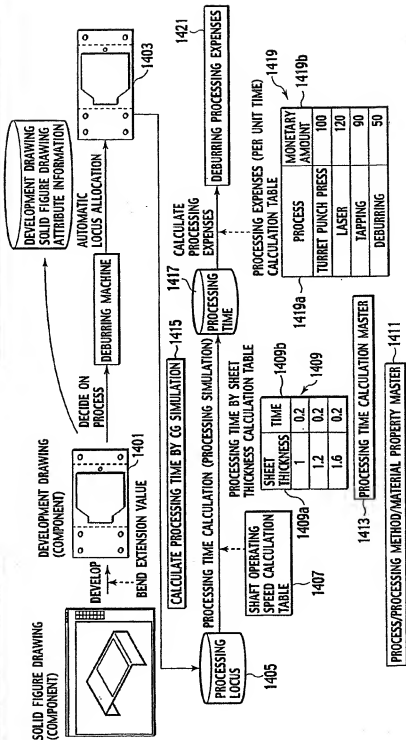 SOLID FIGURE DRAWING
(COMPONENT)
DEVELOP
BEND EXTENSION VALUE
DEVELOPMENT DRAWING
(COMPONENT)
1401
DECIDE ON
PROCESS
DEBURRING MACHINE
DEVELOPMENT DRAWING
SOLID FIGURE DRAWING
ATTRIBUTE INFORMATION
AUTOMATIC
LOCUS ALLOCATION
1403
CALCULATE PROCESSING TIME BY CG SIMULATION
1415
PROCESSING LOCUS
1405
PROCESSING TIME CALCULATION (PROCESSING SIMULATION)
SHAFT OPERATING
SPEED CALCULATION
TABLE
1407
PROCESSING TIME BY SHEET
THICKNESS CALCULATION TABLE
1409a
1409b
1409
SHEET
THICKNESS
TIME
1
0.2
1.2
0.2
1.6
0.2
1417
PROCESSING
TIME
CALCULATE
PROCESSING
EXPENSES
DEBURRING PROCESSING EXPENSES
1421
PROCESSING EXPENSES (PER UNIT TIME)
CALCULATION TABLE
1419
1419a
1419b
PROCESS
MONETARY
AMOUNT
TURRET PUNCH PRESS
100
LASER
120
TAPPING
90
DEBURRING
50
1413
PROCESSING TIME CALCULATION MASTER
PROCESS/PROCESSING METHOD/MATERIAL PROPERTY MASTER
1411